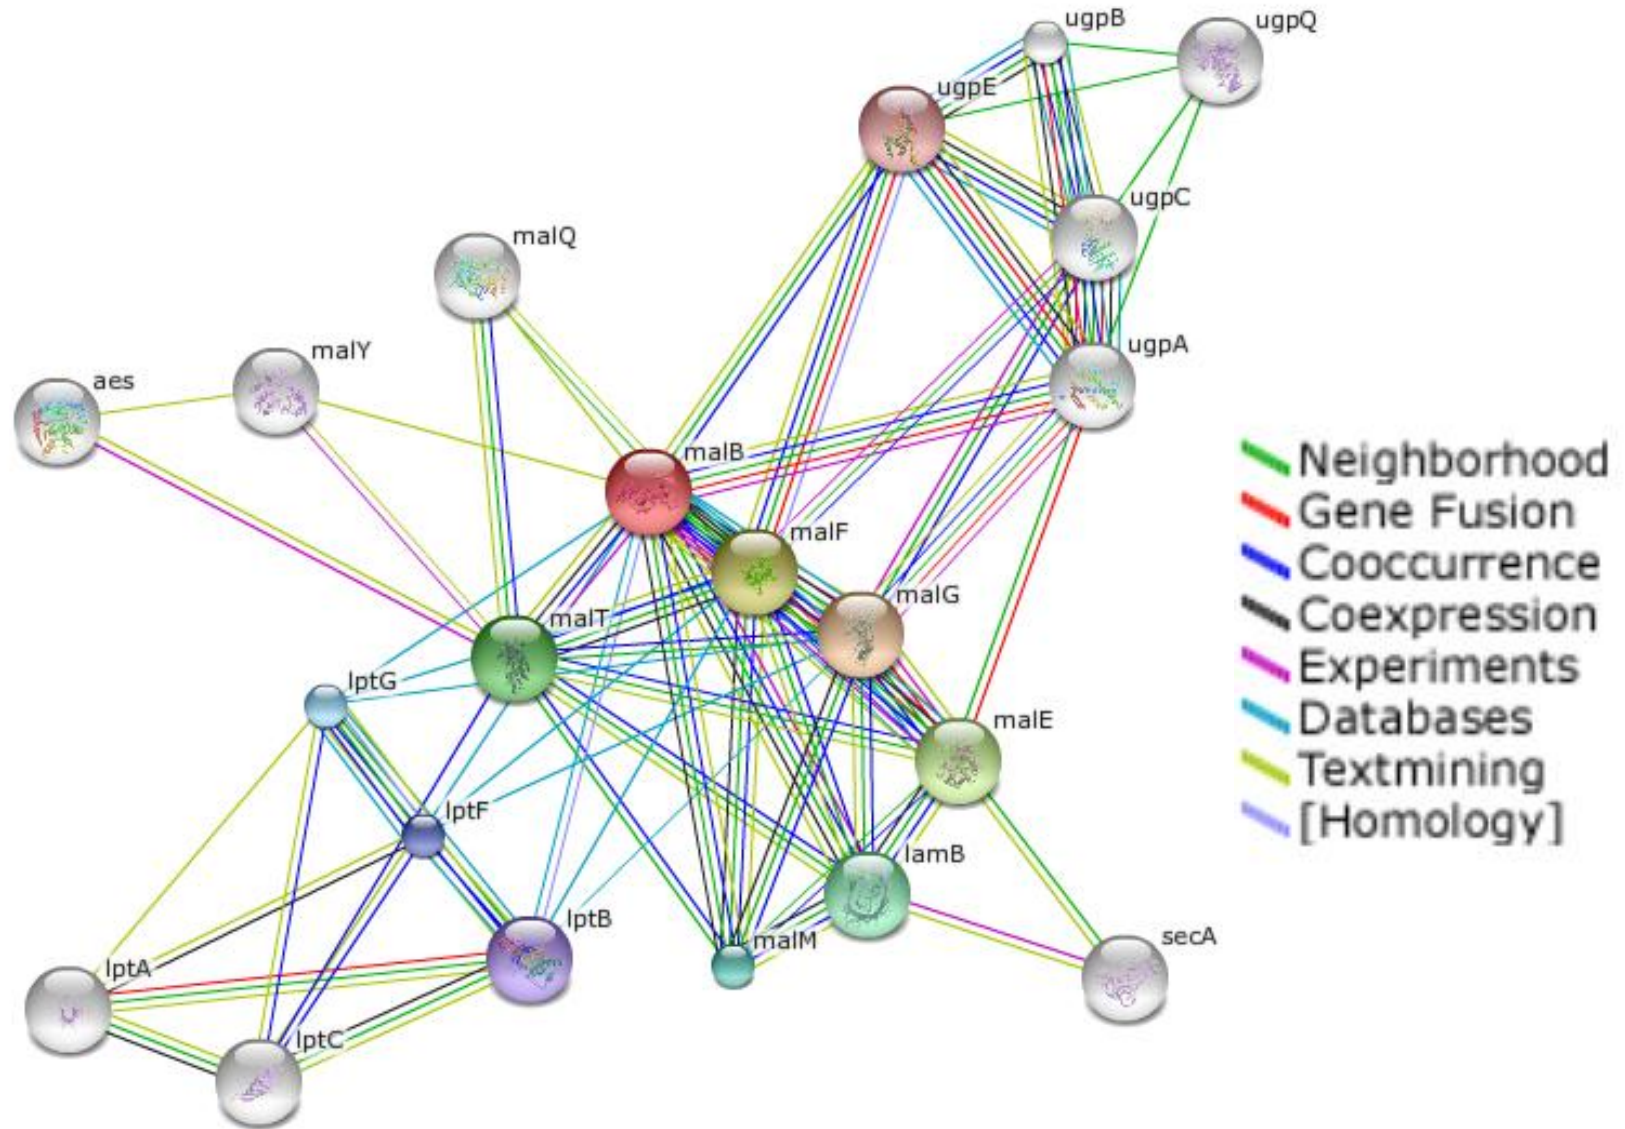 ugpB
ugpQ
ugpE
ugpC
malQ
ugpA
malY
aes
malB
malF
malG
malT
lptG
malE
lptF
lamB
lptB
malM
secA
lptA
lptC
Neighborhood
Gene Fusion
Cooccurrence
Coexpression
Experiments
Databases
Textmining
[Homology]